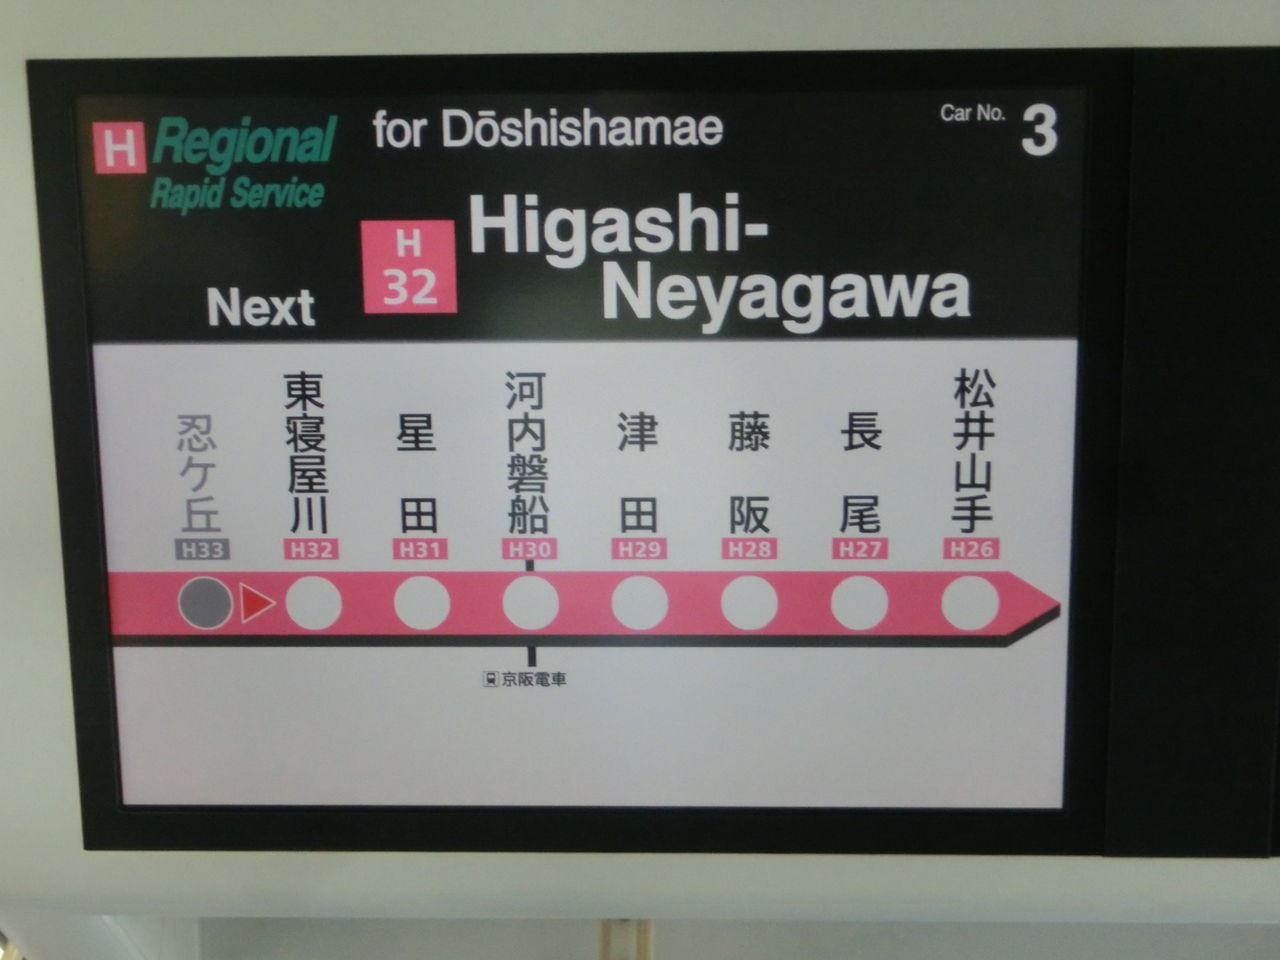 H Regional
Rapid Service
for Dōshishamae
Car No. 3
Next
H
32
Higashi-
Neyagawa
忍ケ丘
東寝屋川
星田
河内磐船
津田
藤阪
長尾
松井山手
H33 H32 H31 H30 H29 H28 H27 H26
京阪電車